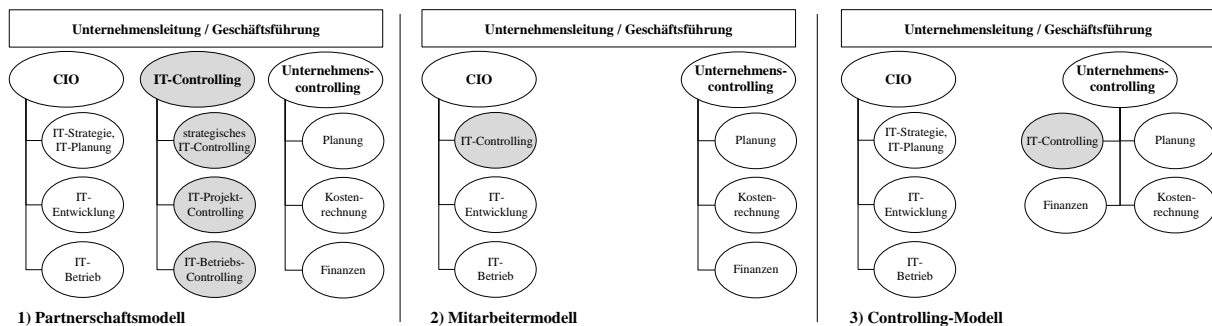 Unternehmensleitung / Geschäftsführung
CIO
IT-Strategie,
IT-Planung
IT-
Entwicklung
IT-
Betrieb
IT-Controlling
strategisches
IT-Controlling
IT-Projekt-
Controlling
IT-Betriebs-
Controlling
Unternehmens-
controlling
Planung
Kosten-
rechnung
Finanzen
1) Partnerschaftsmodell
Unternehmensleitung / Geschäftsführung
CIO
IT-Controlling
IT-
Entwicklung
IT-
Betrieb
Unternehmens-
controlling
Planung
Kosten-
rechnung
Finanzen
2) Mitarbeitermodell
Unternehmensleitung / Geschäftsführung
CIO
IT-Strategie,
IT-Planung
IT-
Entwicklung
IT-
Betrieb
Unternehmens-
controlling
IT-Controlling
Planung
Finanzen
Kosten-
rechnung
3) Controlling-Modell